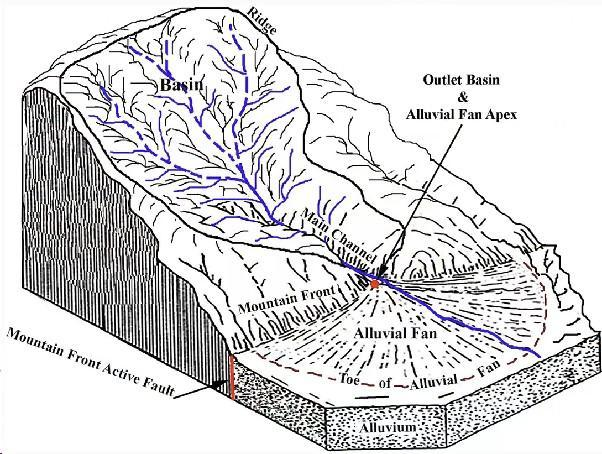 Ridge
Basin
Outlet Basin
&
Alluvial Fan Apex
Main Channel
Mountain Front
Alluvial Fan
Mountain Front Active Fault
Toe of Alluvial Fan
Alluvium